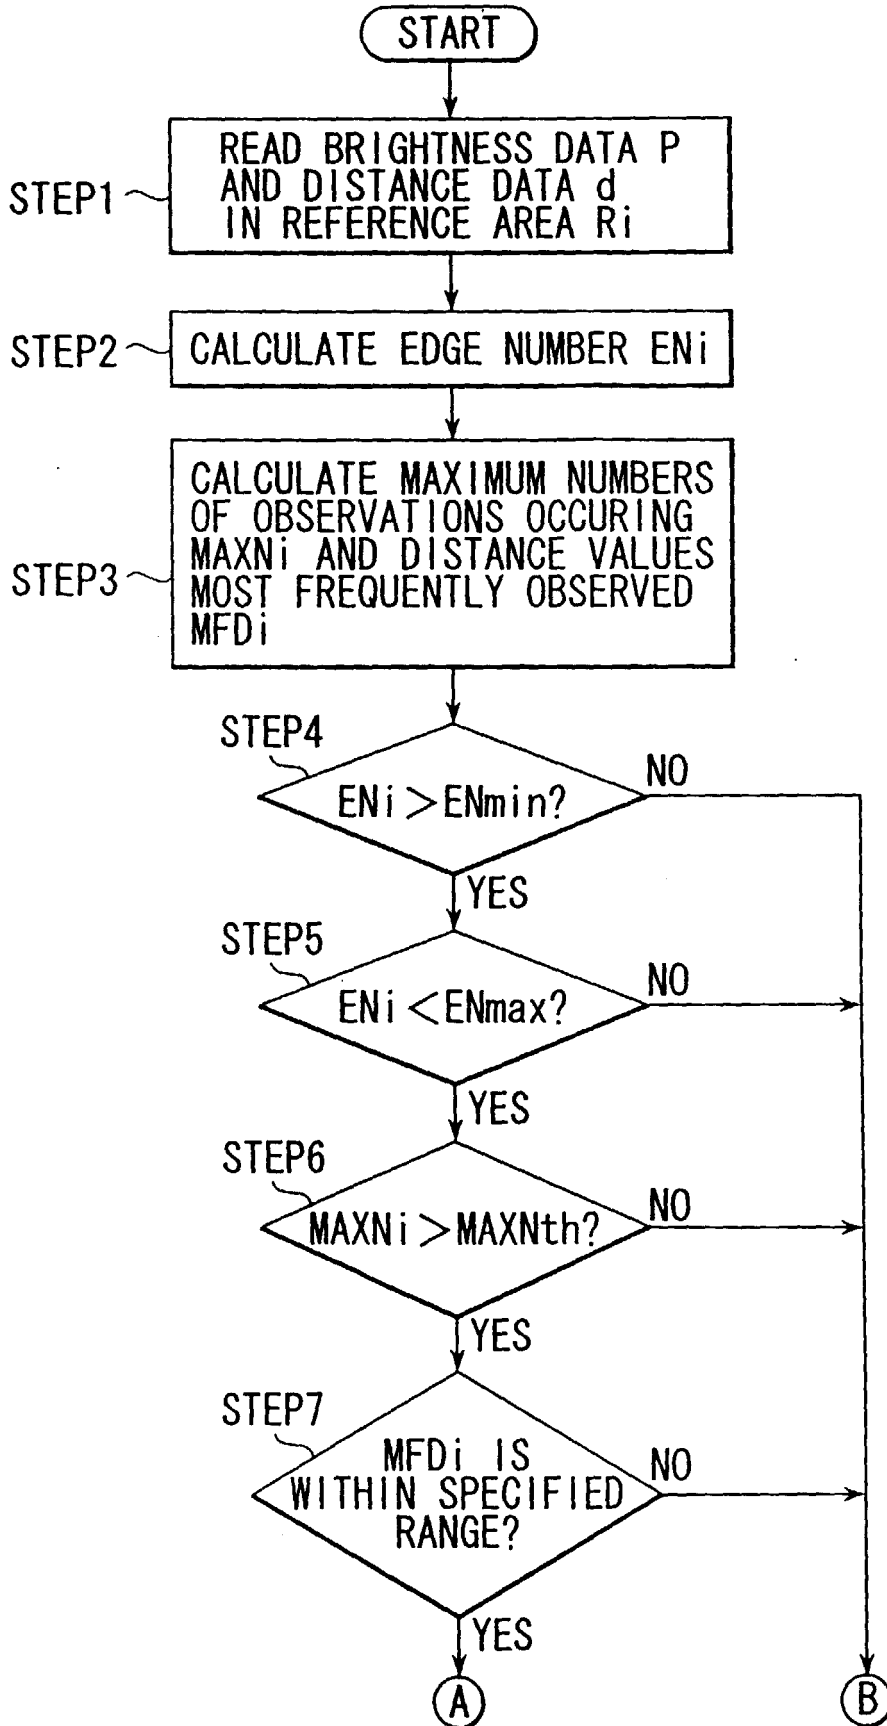 START
STEP1
READ BRIGHTNESS DATA P
AND DISTANCE DATA d
IN REFERENCE AREA Ri
STEP2
CALCULATE EDGE NUMBER ENi
STEP3
CALCULATE MAXIMUM NUMBERS
OF OBSERVATIONS OCCURING
MAXNi AND DISTANCE VALUES
MOST FREQUENTLY OBSERVED
MFDi
STEP4
ENi>ENmin?
NO
YES
STEP5
ENi<ENmax?
NO
YES
STEP6
MAXNi>MAXNth?
NO
YES
STEP7
MFDi IS
WITHIN SPECIFIED
RANGE?
NO
YES
A
B